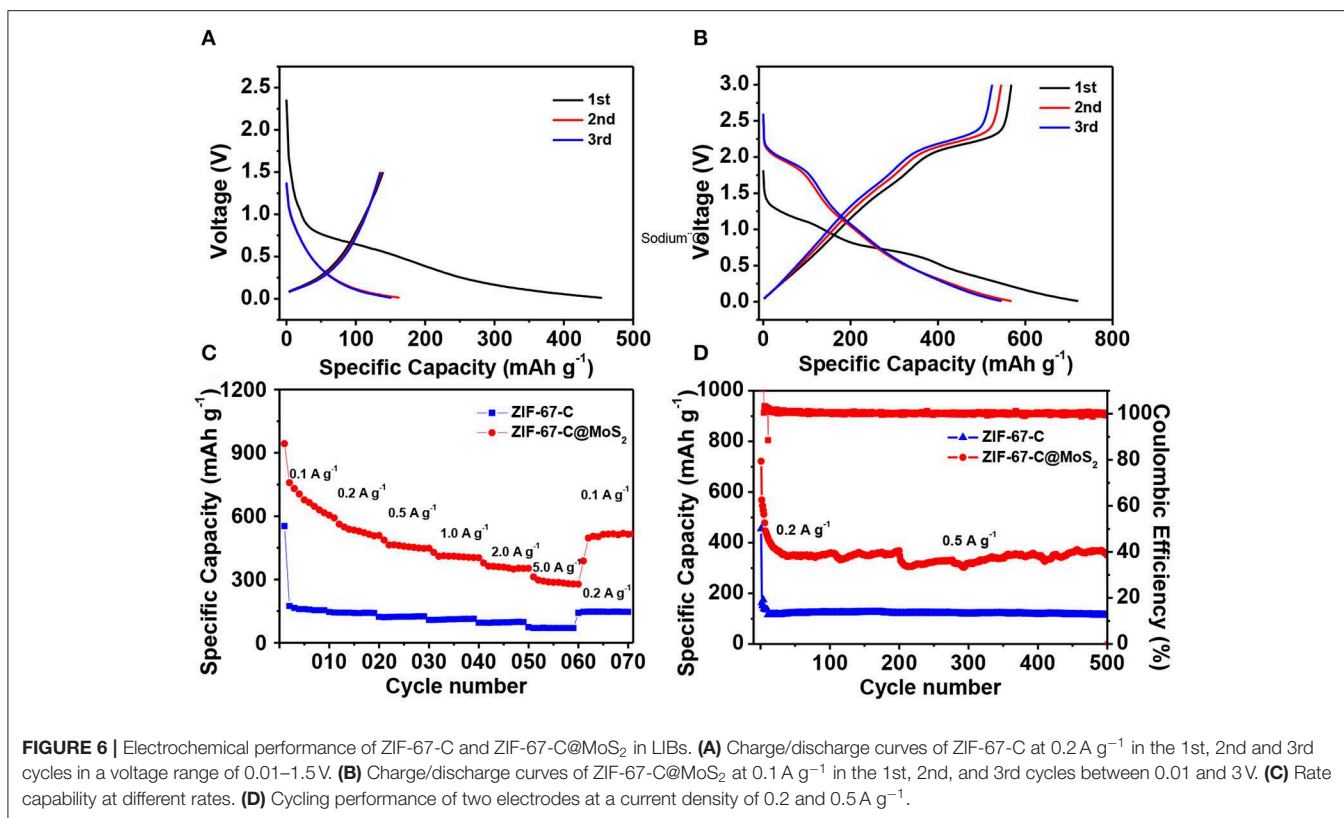 A
B
2.5
2.0
1.5
1.0
0.5
0.0
Voltage (V)
1st
2nd
3rd
0 100 200 300 400 500
Specific Capacity (mAh g⁻¹)
3.0
2.5
2.0
1.5
1.0
0.5
0.0
Voltage (V)
1st
2nd
3rd
0 200 400 600 800
Specific Capacity (mAh g⁻¹)
C
D
1200
900
600
300
0
Specific Capacity (mAh g⁻¹)
ZIF-67-C
ZIF-67-C@MoS₂
0.1 A g⁻¹
0.2 A g⁻¹
0.5 A g⁻¹
1.0 A g⁻¹
2.0 A g⁻¹
5.0 A g⁻¹
0.1 A g⁻¹
0.2 A g⁻¹
010 020 030 040 050 060 070
Cycle number
1000
800
600
400
200
0
Specific Capacity (mAh g⁻¹)
ZIF-67-C
ZIF-67-C@MoS₂
0.2 A g⁻¹
0.5 A g⁻¹
100
80
60
40
20
0
Coulombic Efficiency (%)
100 200 300 400 500
Cycle number
FIGURE 6 | Electrochemical performance of ZIF-67-C and ZIF-67-C@MoS₂ in LIBs. (A) Charge/discharge curves of ZIF-67-C at 0.2 A g⁻¹ in the 1st, 2nd and 3rd
cycles in a voltage range of 0.01–1.5 V. (B) Charge/discharge curves of ZIF-67-C@MoS₂ at 0.1 A g⁻¹ in the 1st, 2nd, and 3rd cycles between 0.01 and 3 V. (C) Rate
capability at different rates. (D) Cycling performance of two electrodes at a current density of 0.2 and 0.5 A g⁻¹.